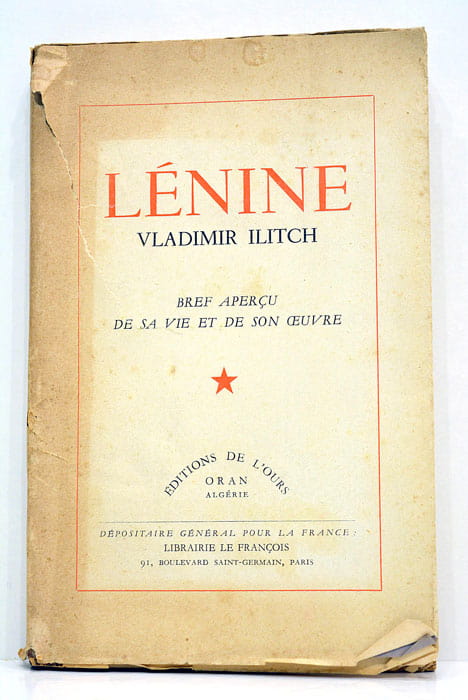 LÉNINE
VLADIMIR ILITCH
BREF APERÇU
DE SA VIE ET DE SON ŒUVRE
EDITIONS DE L'OURS
ORAN
ALGÉRIE
DÉPOSITAIRE GÉNÉRAL POUR LA FRANCE :
LIBRAIRIE LE FRANÇOIS
91, BOULEVARD SAINT-GERMAIN, PARIS